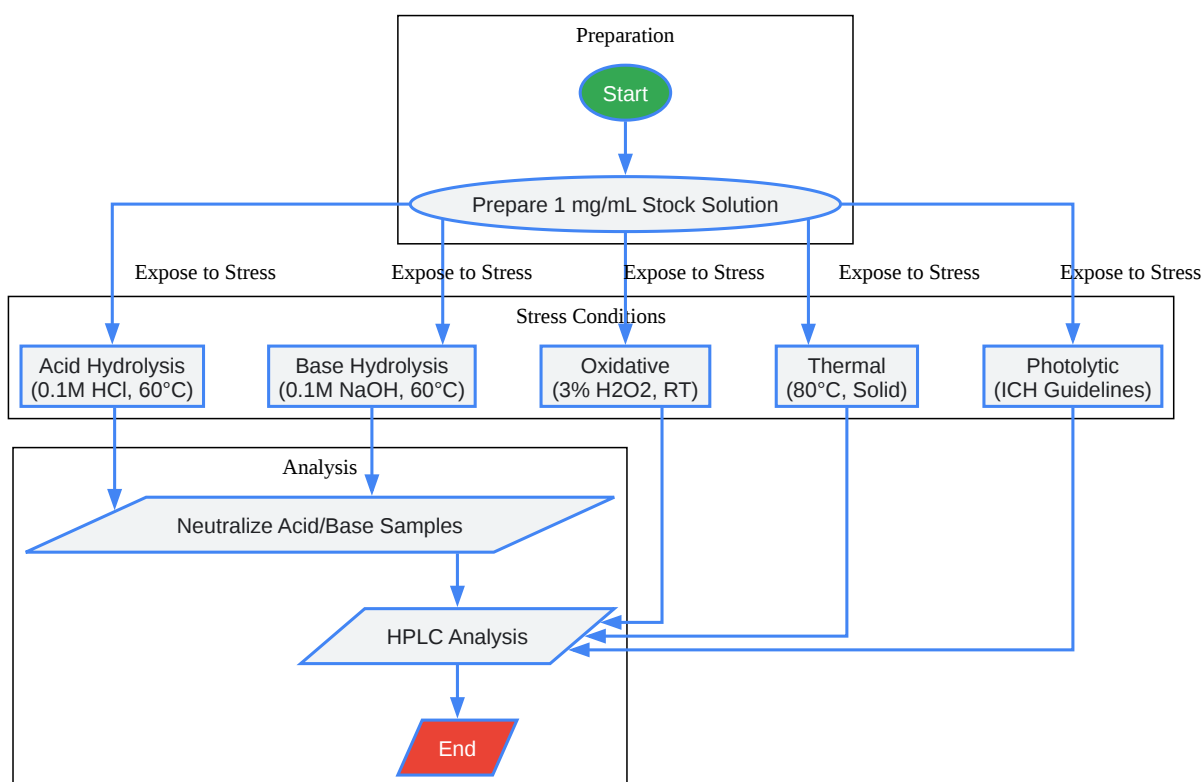 Preparation
Start
Prepare 1 mg/mL Stock Solution
Expose to Stress
Expose to Stress
Expose to Stress
Expose to Stress
Expose to Stress
Stress Conditions
Acid Hydrolysis
(0.1M HCl, 60°C)
Base Hydrolysis
(0.1M NaOH, 60°C)
Oxidative
(3% H2O2, RT)
Thermal
(80°C, Solid)
Photolytic
(ICH Guidelines)
Analysis
Neutralize Acid/Base Samples
HPLC Analysis
End